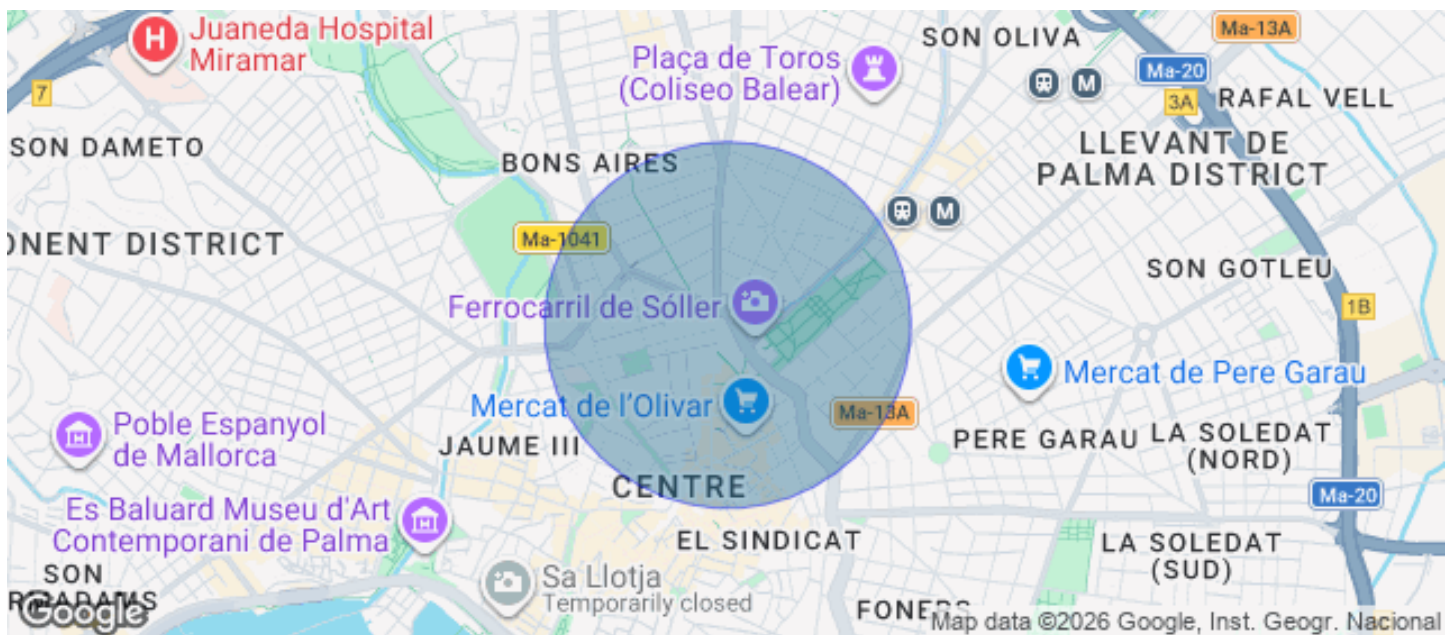 Juaneda Hospital
Miramar
Plaça de Toros
(Coliseo Balear)
SON OLIVA
Ma-13A
Ma-20
3A
RAFAL VELL
7
M
H
SON DAMETO
BONS AIRES
LLEVANT DE
PALMA DISTRICT
M
ONENT DISTRICT
Ma-1041
SON GOTLEU
Ferrocarril de Sóller
1B
Mercat de Pere Garau
Mercat de l'Olivar
Ma-13A
Poble Espanyol
de Mallorca
JAUME III
PERE GARAU
LA SOLEDAT
(NORD)
CENTRE
Ma-20
Es Baluard Museu d'Art
Contemporani de Palma
EL SINDICAT
LA SOLEDAT
(SUD)
SON
RMADAMS
Sa Llotja
Temporarily closed
FONERS
Google
Map data ©2026 Google, Inst. Geogr. Nacional